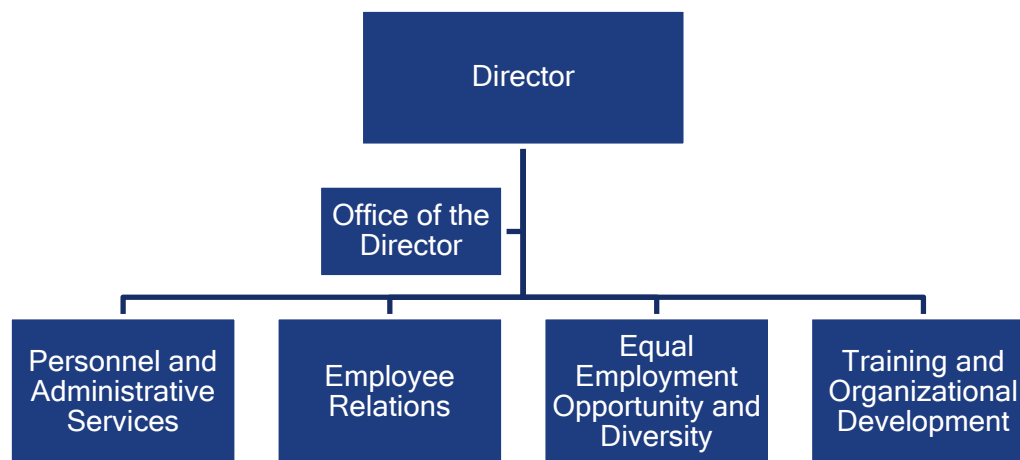 Director
Office of the
Director
Personnel and
Administrative
Services
Employee
Relations
Equal
Employment
Opportunity and
Diversity
Training and
Organizational
Development